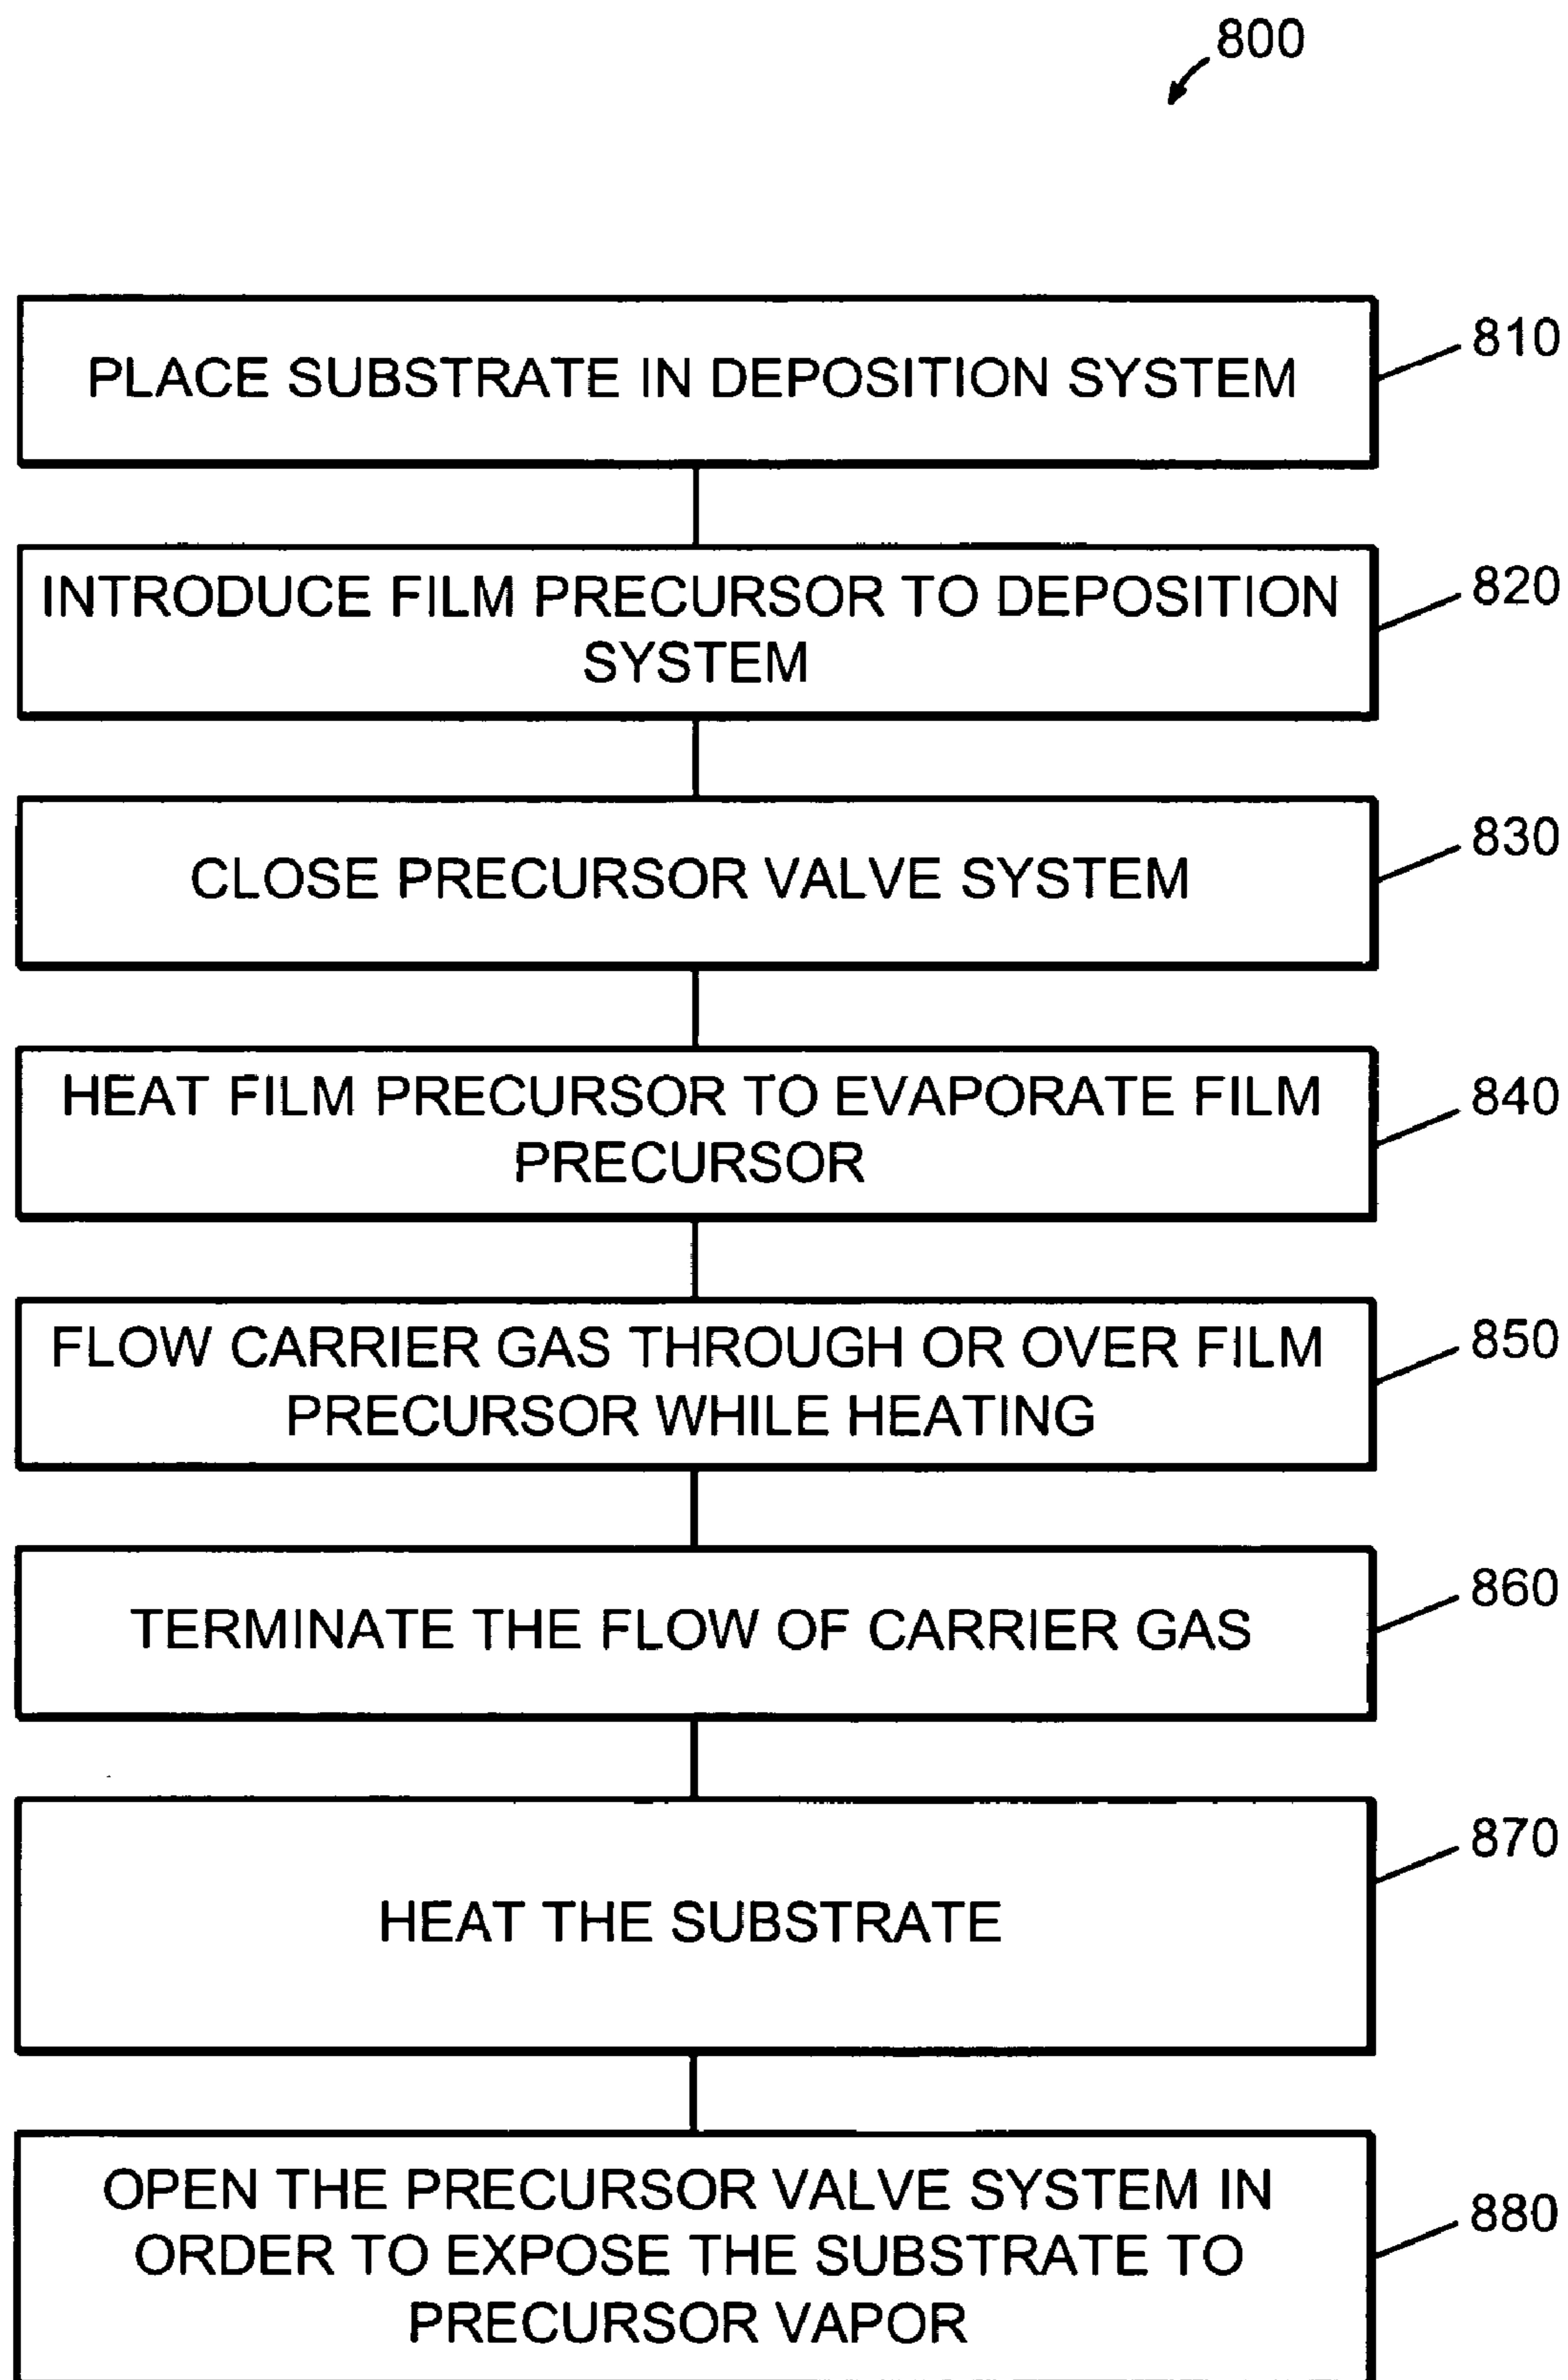 800
PLACE SUBSTRATE IN DEPOSITION SYSTEM
810
INTRODUCE FILM PRECURSOR TO DEPOSITION
SYSTEM
820
CLOSE PRECURSOR VALVE SYSTEM
830
HEAT FILM PRECURSOR TO EVAPORATE FILM
PRECURSOR
840
FLOW CARRIER GAS THROUGH OR OVER FILM
PRECURSOR WHILE HEATING
850
TERMINATE THE FLOW OF CARRIER GAS
860
HEAT THE SUBSTRATE
870
OPEN THE PRECURSOR VALVE SYSTEM IN
ORDER TO EXPOSE THE SUBSTRATE TO
PRECURSOR VAPOR
880